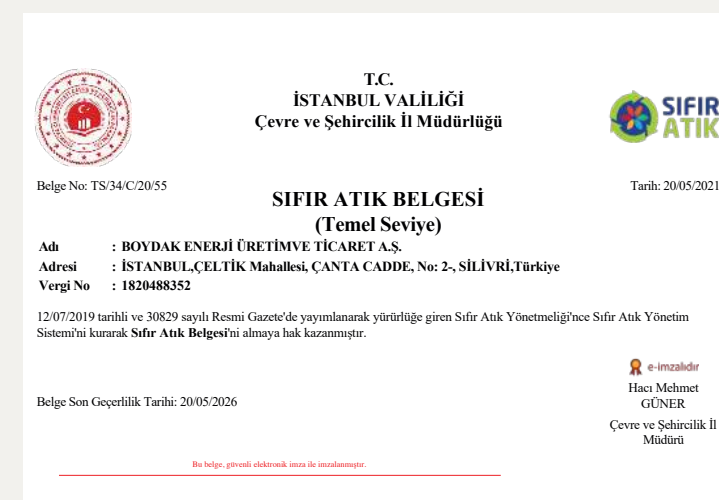 T.C.
İSTANBUL VALİLİĞİ
Çevre ve Şehircilik İl Müdürlüğü
SIFIR
ATIK
Belge No: TS/34/C/20/55
Tarih: 20/05/2021
SIFIR ATIK BELGESİ
(Temel Seviye)
Adı : BOYDAK ENERJİ ÜRETİMVE TİCARET A.Ş.
Adresi : İSTANBUL,ÇELTİK Mahallesi, ÇANTA CADDE, No: 2-, SİLİVRİ,Türkiye
Vergi No : 1820488352
12/07/2019 tarihli ve 30829 sayılı Resmi Gazete'de yayımlanarak yürürlüğe giren Sıfır Atık Yönetmeliği'nce Sıfır Atık Yönetim
Sistemi'ni kurarak Sıfır Atık Belgesi'ni almaya hak kazanmıştır.
e-imzalıdır
Hacı Mehmet
GÜNER
Çevre ve Şehircilik İl
Müdürü
Belge Son Geçerlilik Tarihi: 20/05/2026
Bu belge, güvenli elektronik imza ile imzalanmıştır.